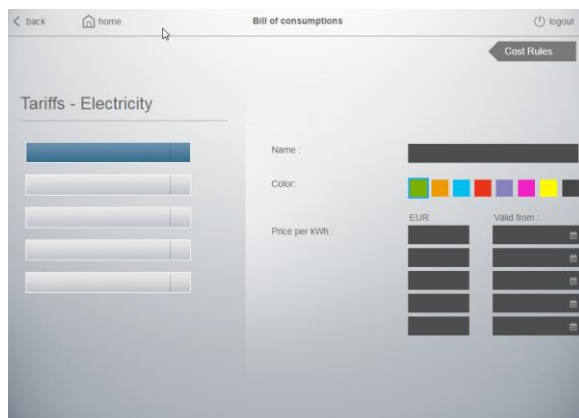 back
home
Bill of consumptions
logout
Cost Rules
Tariffs - Electricity
Name :
Color:
EUR
Valid from :
Price per kWh :